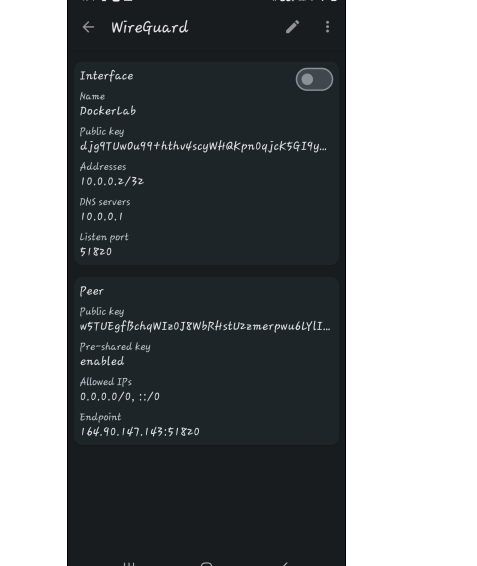 WireGuard
Interface
Name
DockerLab
Public key
djg9TUw0u99+hthv4scyWHQKpn0qjcK5GI9y...
Addresses
10.0.0.2/32
DNS servers
10.0.0.1
Listen port
51820
Peer
Public key
w5TUEgfBchqWIz0J8WbRHstUzzmerpwu6LYlI...
Pre-shared key
enabled
Allowed IPs
0.0.0.0/0, ::/0
Endpoint
164.90.147.143:51820